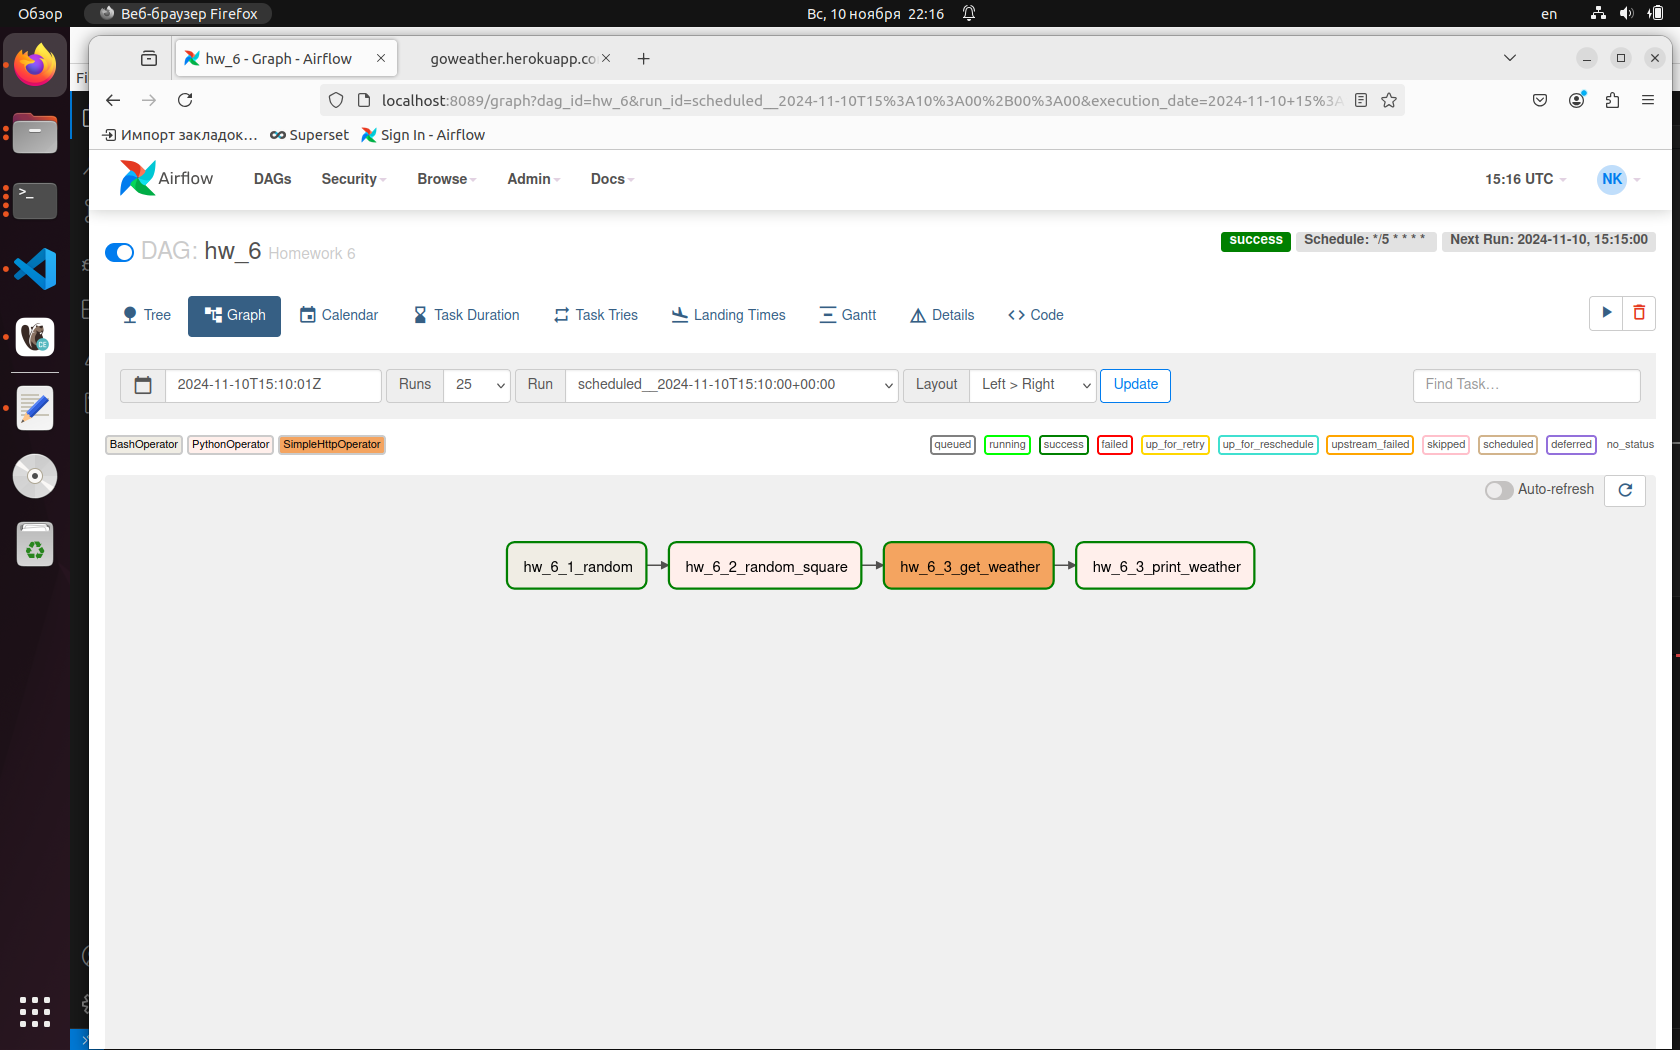 Обзор
Веб-браузер Firefox
Вс, 10 ноября 22:16
en
hw_6 - Graph - Airflow
goweather.herokuapp.co
Fi
localhost:8089/graph?dag_id=hw_6&run_id=scheduled__2024-11-10T15%3A10%3A00%2B00%3A00&execution_date=2024-11-10+15%3A
Импорт закладок…
Superset
Sign In - Airflow
Airflow
DAGs
Security
Browse
Admin
Docs
15:16 UTC
NK
DAG: hw_6 Homework 6
success
Schedule: */5 * * * *
Next Run: 2024-11-10, 15:15:00
Tree
Graph
Calendar
Task Duration
Task Tries
Landing Times
Gantt
Details
Code
2024-11-10T15:10:01Z
Runs
25
Run
scheduled__2024-11-10T15:10:00+00:00
Layout
Left > Right
Update
Find Task…
BashOperator
PythonOperator
SimpleHttpOperator
queued
running
success
failed
up_for_retry
up_for_reschedule
upstream_failed
skipped
scheduled
deferred
no_status
Auto-refresh
hw_6_1_random
hw_6_2_random_square
hw_6_3_get_weather
hw_6_3_print_weather